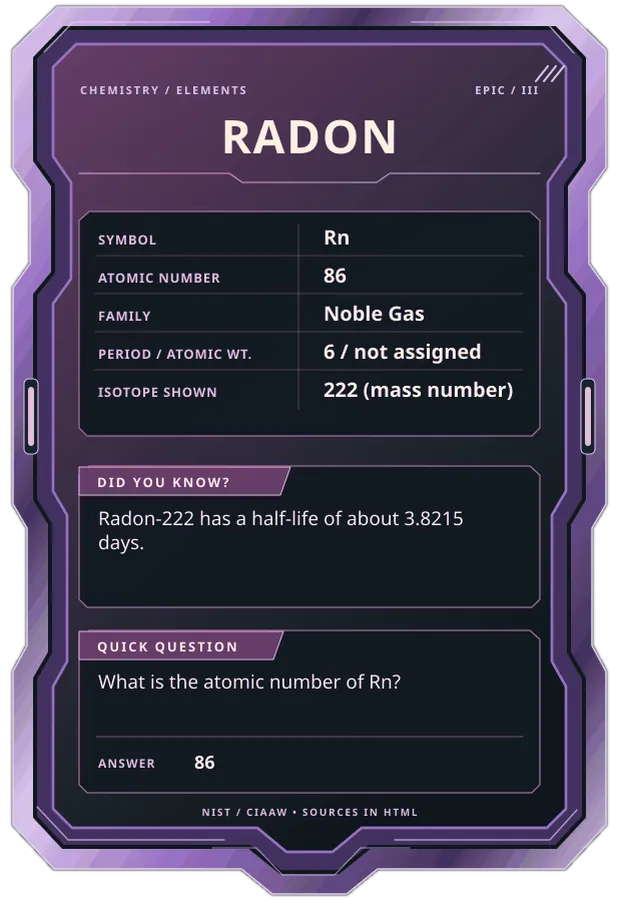 CHEMISTRY / ELEMENTS
EPIC / III
RADON
SYMBOL Rn
ATOMIC NUMBER 86
FAMILY Noble Gas
PERIOD / ATOMIC WT. 6 / not assigned
ISOTOPE SHOWN 222 (mass number)
DID YOU KNOW?
Radon-222 has a half-life of about 3.8215
days.
QUICK QUESTION
What is the atomic number of Rn?
ANSWER 86
NIST / CIAAW • SOURCES IN HTML